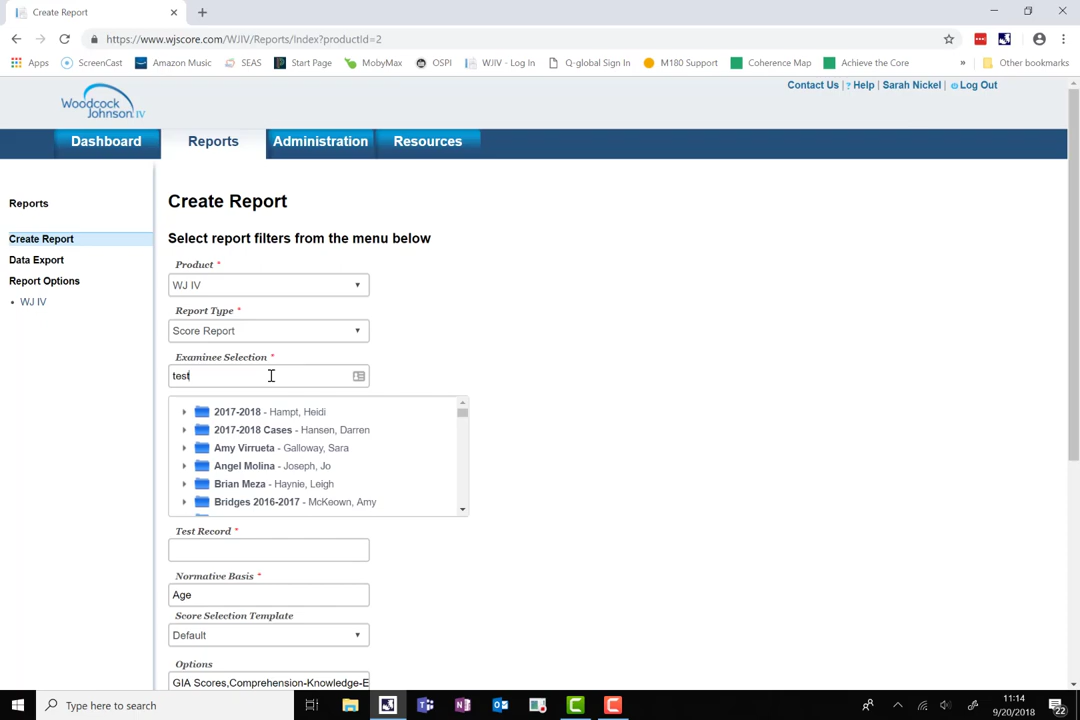 Create Report
https://www.wjscore.com/WJIV/Reports/Index?productId=2
Apps ScreenCast Amazon Music SEAS Start Page MobyMax OSPI WJIV - Log In Q-global Sign In M180 Support Coherence Map Achieve the Core » Other bookmarks
Contact Us | ? Help | Sarah Nickel | Log Out
Woodcock
Johnson IV
Dashboard Reports Administration Resources
Reports
Create Report
Data Export
Report Options
• WJ IV
Create Report
Select report filters from the menu below
Product *
WJ IV
Report Type *
Score Report
Examinee Selection *
test
2017-2018 - Hampt, Heidi
2017-2018 Cases - Hansen, Darren
Amy Virrueta - Galloway, Sara
Angel Molina - Joseph, Jo
Brian Meza - Haynie, Leigh
Bridges 2016-2017 - McKeown, Amy
Test Record *
Normative Basis *
Age
Score Selection Template
Default
Options
GIA Scores,Comprehension-Knowledge-E
Type here to search
11:14
9/20/2018
22